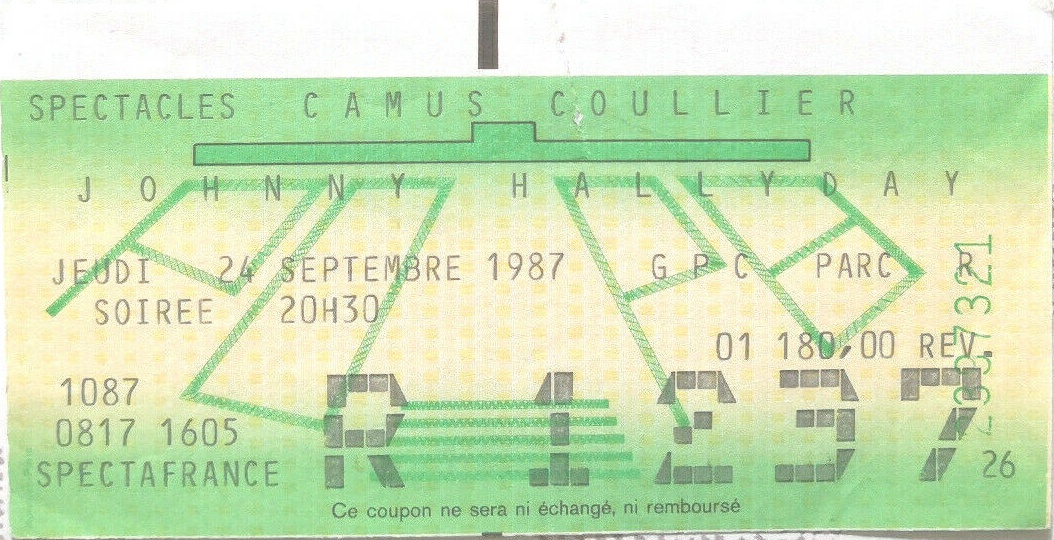 SPECTACLES CAMUS COULLIER
JOHNNY HALLYDAY
JEUDI 24 SEPTEMBRE 1987 GPC PARC R
SOIREE 20H30
01 180,00 REV.
1087
0817 1605
SPECTAFRANCE
R1237
26
Ce coupon ne sera ni échangé, ni remboursé